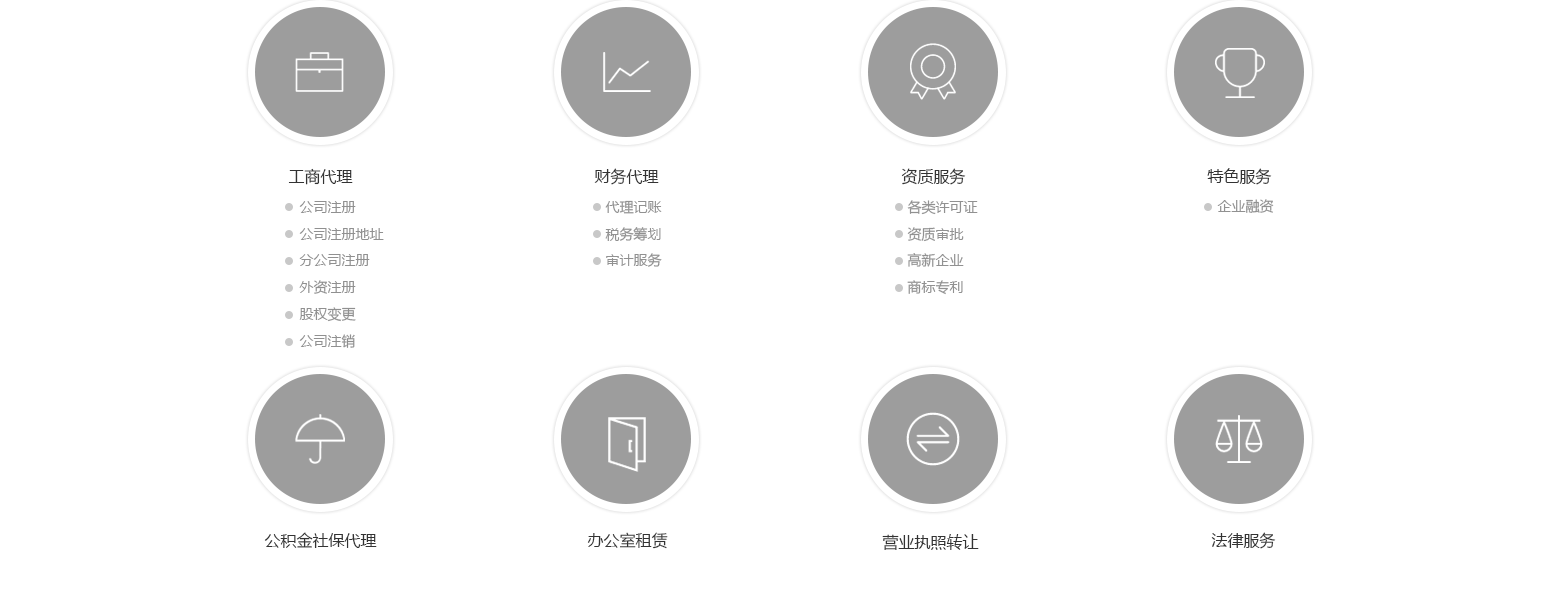 工商代理
公司注册
公司注册地址
分公司注册
外资注册
股权变更
公司注销
财务代理
代理记账
税务筹划
审计服务
资质服务
各类许可证
资质审批
高新企业
商标专利
特色服务
企业融资
公积金社保代理
办公室租赁
营业执照转让
法律服务